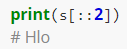 print(s[::2])
# Hlo